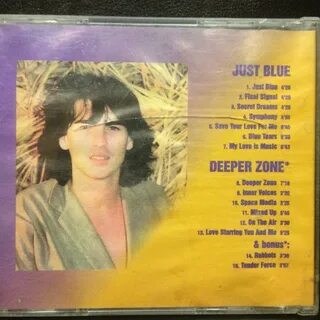 JUST BLUE
1. Just Blue
2. Final Signal
3. Secret Dreams
4. Symphony
5. Save Your Love For Me
6. Blue Tears
7. My Love is Music
DEEPER ZONE*
8. Deeper Zone
9. Inner Voices
10. Space Media
11. Mixed Up
12. On The Air
13. Love Starring You And Me
& bonus*:
14. Robbots
15. Tender Force